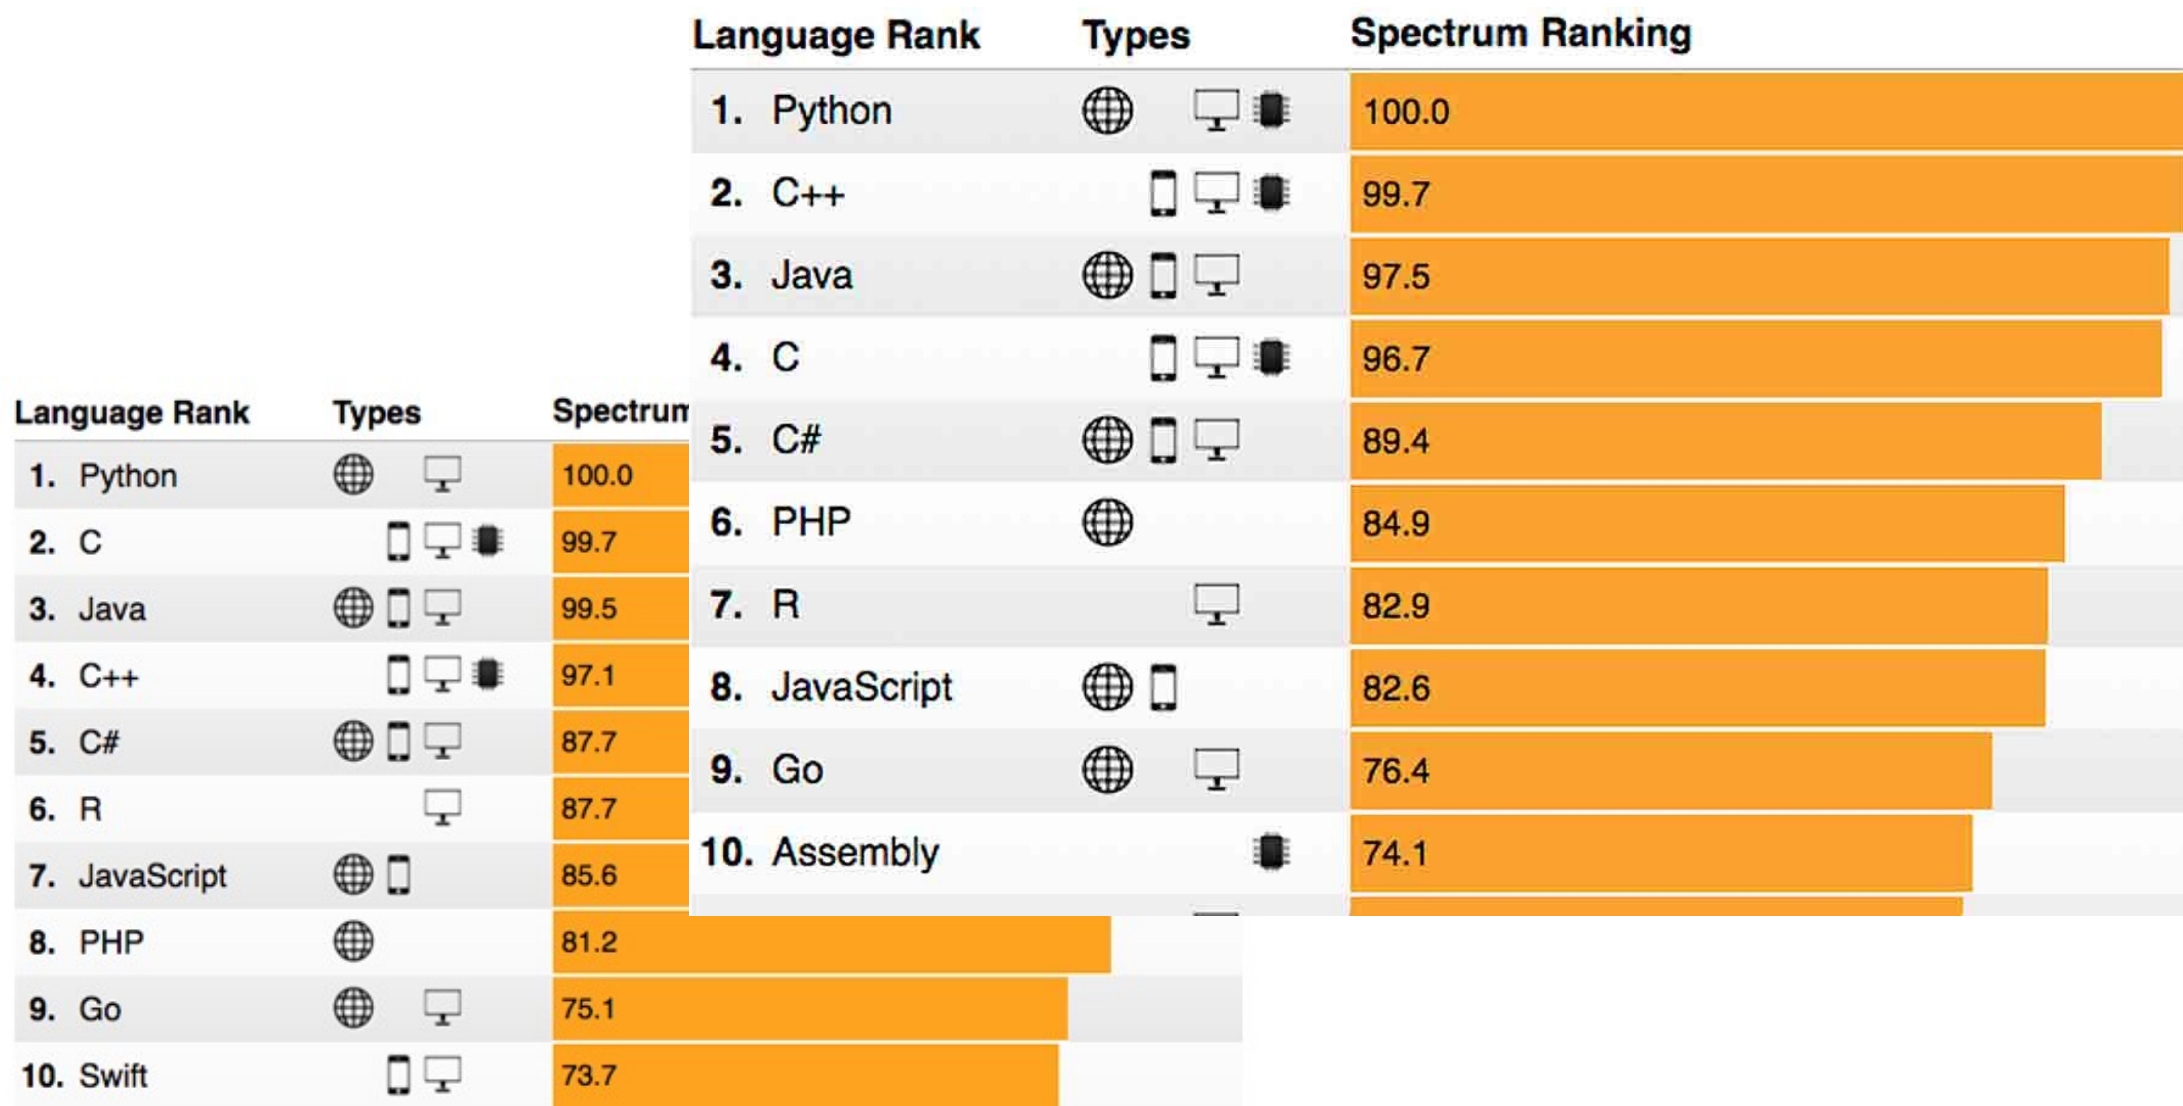 Language Rank Types Spectrum Ranking
1. Python 100.0
2. C++ 99.7
3. Java 97.5
4. C 96.7
5. C# 89.4
6. PHP 84.9
7. R 82.9
8. JavaScript 82.6
9. Go 76.4
10. Assembly 74.1
Language Rank Types Spectrum
1. Python 100.0
2. C 99.7
3. Java 99.5
4. C++ 97.1
5. C# 87.7
6. R 87.7
7. JavaScript 85.6
8. PHP 81.2
9. Go 75.1
10. Swift 73.7